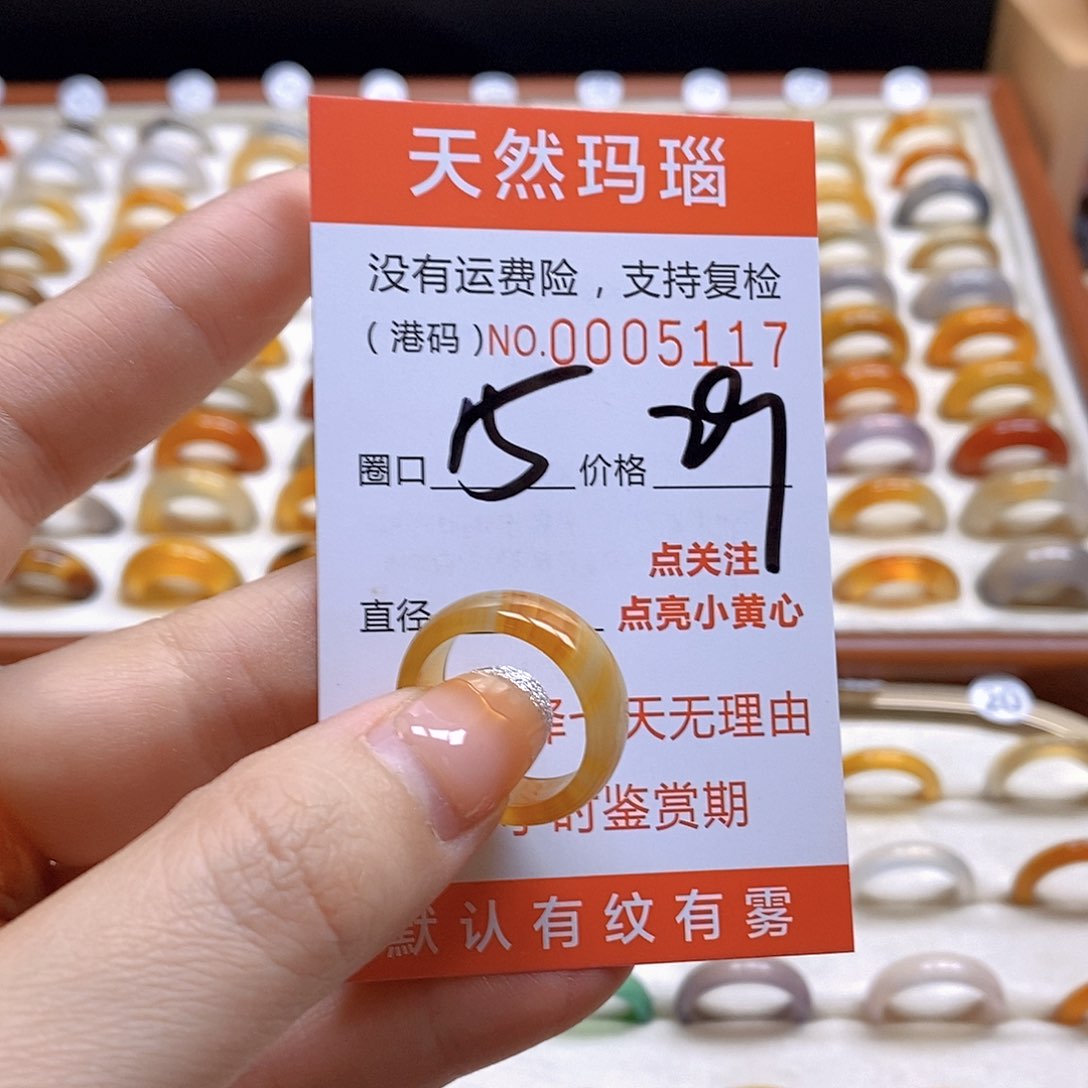 天然玛瑙
没有运费险，支持复检
（港码）NO.0005117
圈口 15 价格
点关注
直径 点亮小黄心
天无理由
时鉴赏期
默认有纹有雾
20